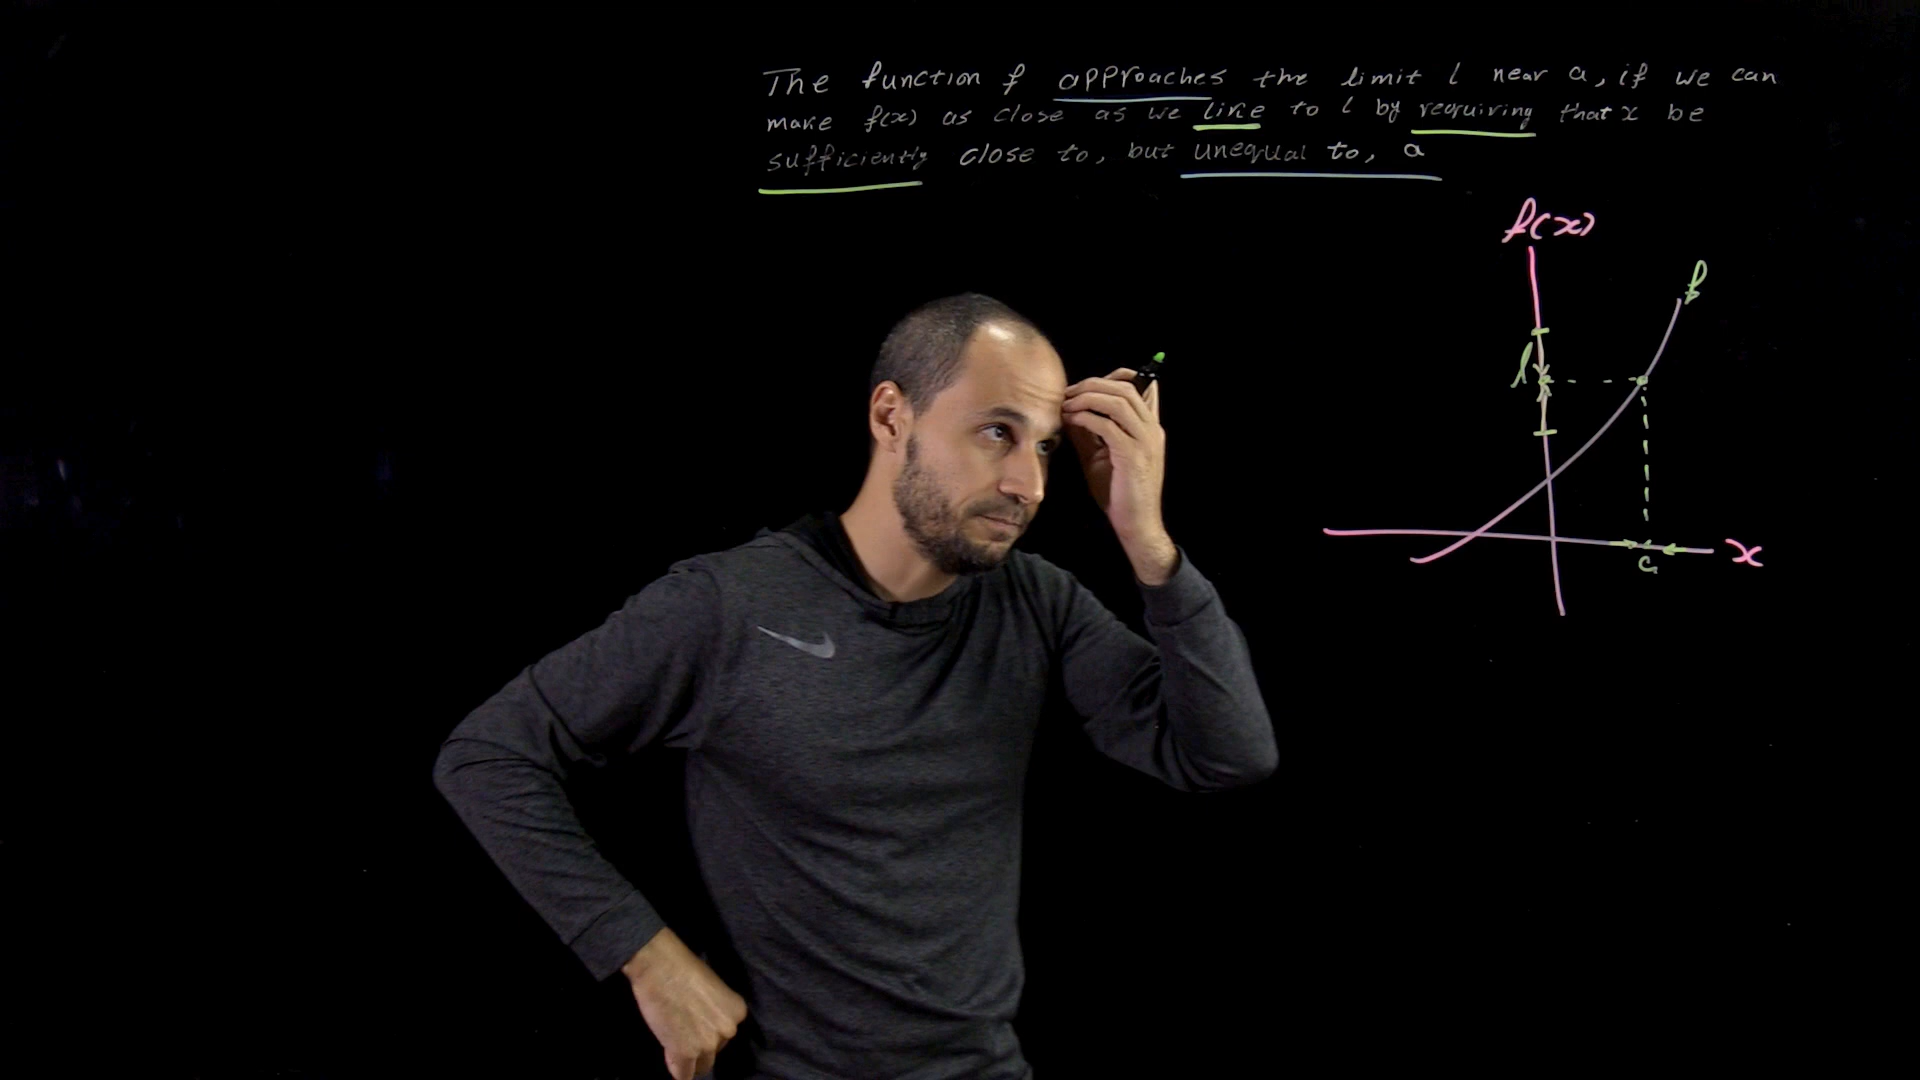 The function f approaches the limit l near a, if we can
make f(x) as close as we like to l by requiring that x be
sufficiently close to, but unequal to, a
f(x)
f
l
x
a